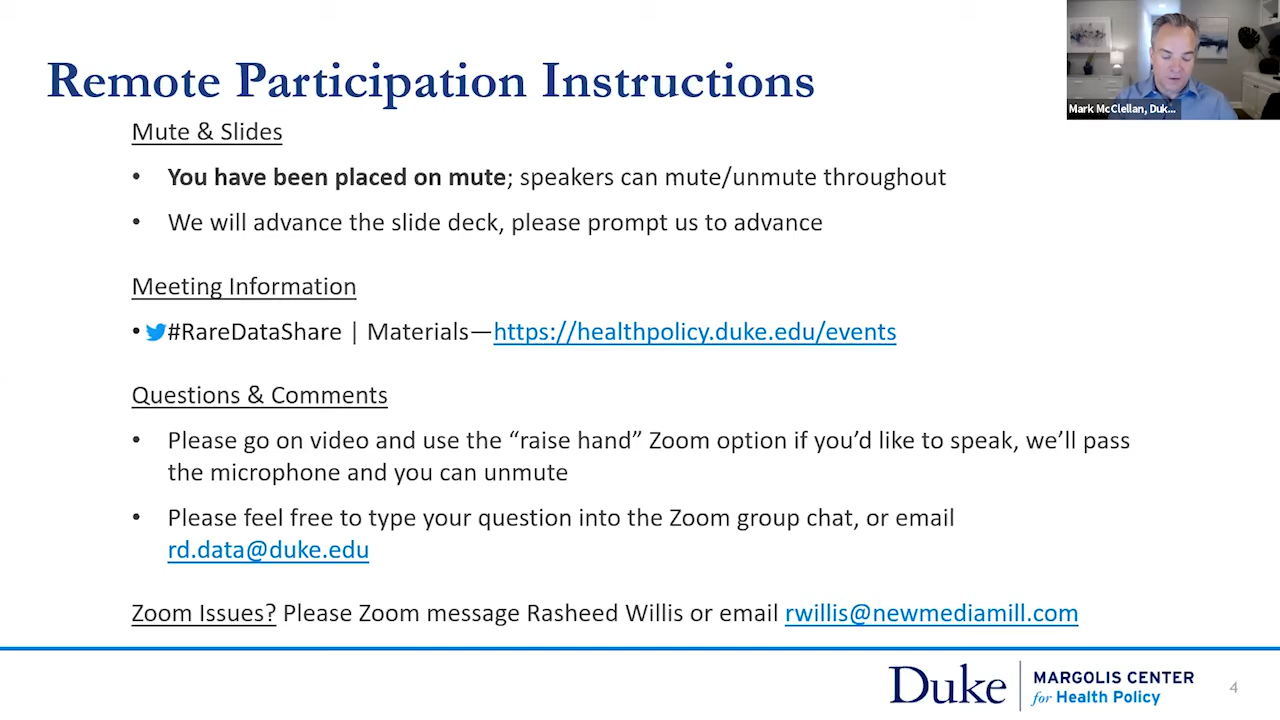 Remote Participation Instructions
Mark McClellan, Duk...
Mute & Slides
• You have been placed on mute; speakers can mute/unmute throughout
• We will advance the slide deck, please prompt us to advance
Meeting Information
• #RareDataShare | Materials—https://healthpolicy.duke.edu/events
Questions & Comments
• Please go on video and use the “raise hand” Zoom option if you’d like to speak, we’ll pass
the microphone and you can unmute
• Please feel free to type your question into the Zoom group chat, or email
rd.data@duke.edu
Zoom Issues? Please Zoom message Rasheed Willis or email rwillis@newmediamill.com
Duke MARGOLIS CENTER
for Health Policy
4